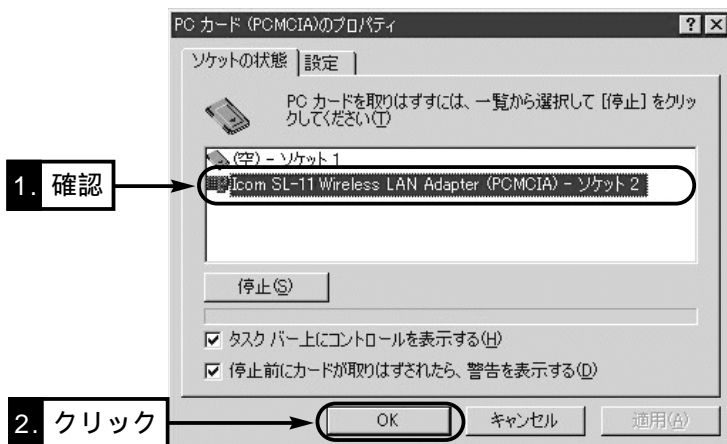 PC カード (PCMCIA)のプロパティ
? ×
ソケットの状態 設定
PC カードを取りはずすには、一覧から選択して [停止] をクリッ
クしてください(T)
(空) - ソケット 1
1. 確認
Icom SL-11 Wireless LAN Adapter (PCMCIA) - ソケット 2
停止(S)
タスク バー上にコントロールを表示する(H)
停止前にカードが取りはずされたら、警告を表示する(D)
2. クリック
OK キャンセル 適用(A)